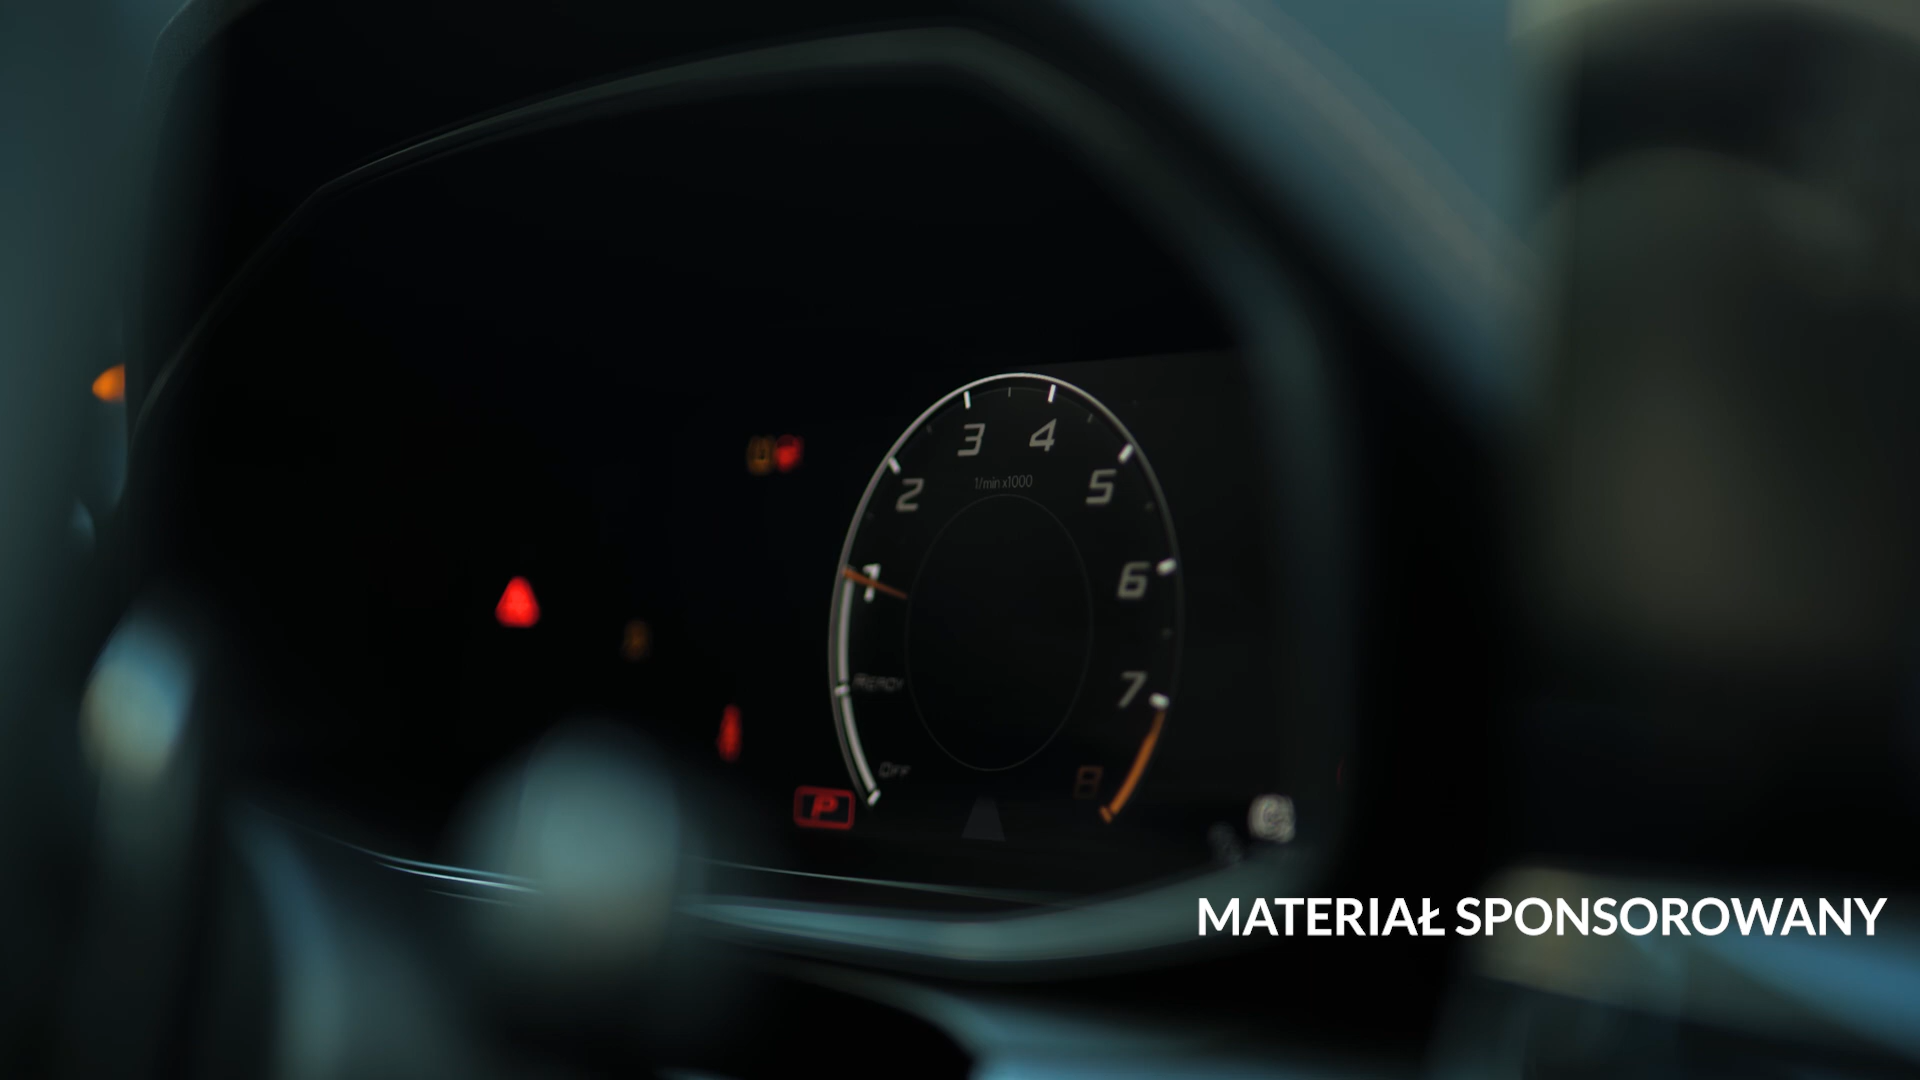 3 4
1/min x1000
2 5
1 6
READY
7
OFF
8
P
MATERIAŁ SPONSOROWANY